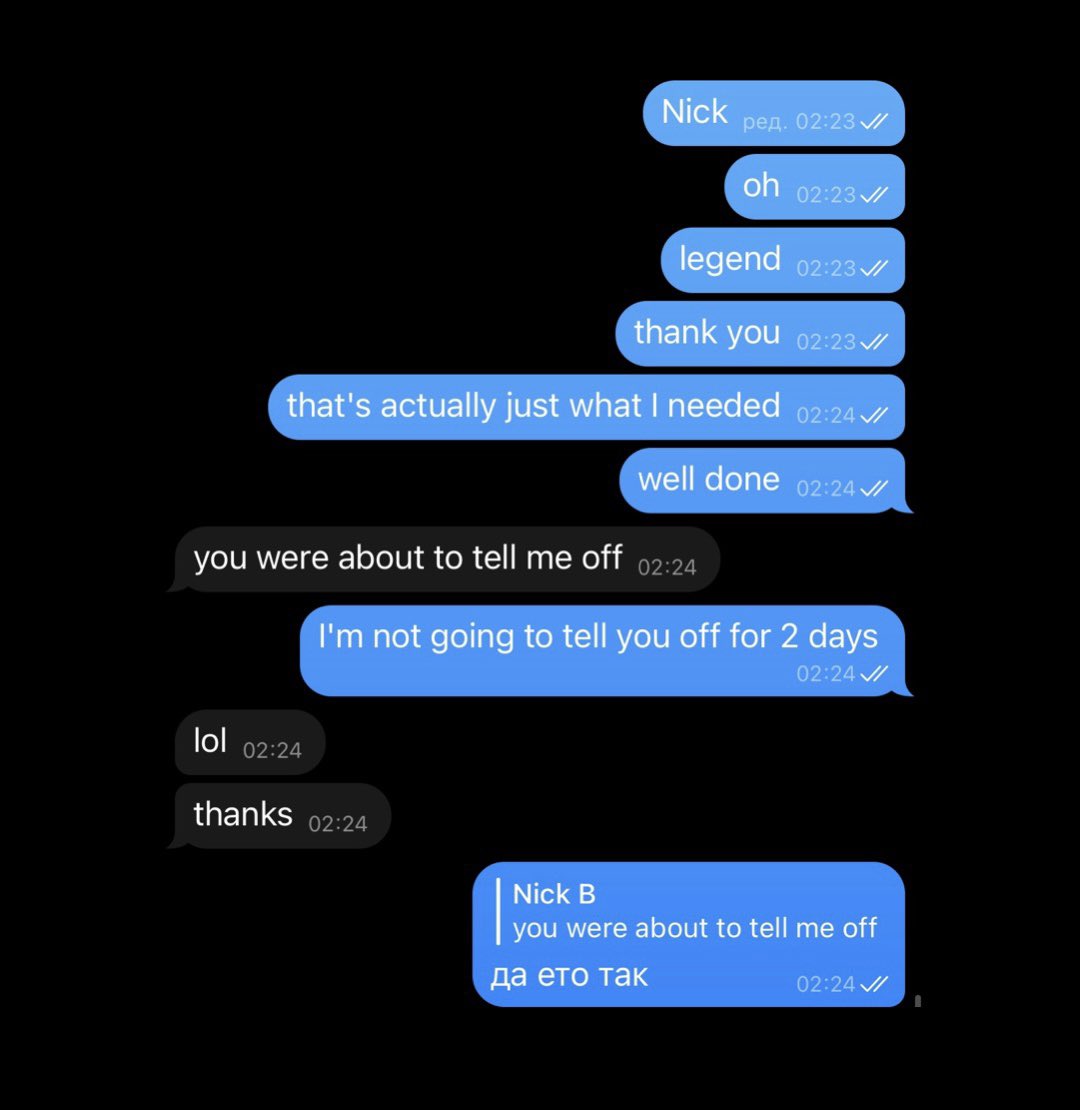 Nick ред. 02:23
oh 02:23
legend 02:23
thank you 02:23
that's actually just what I needed 02:24
well done 02:24
you were about to tell me off 02:24
I'm not going to tell you off for 2 days
02:24
lol 02:24
thanks 02:24
Nick B
you were about to tell me off
да ето так 02:24